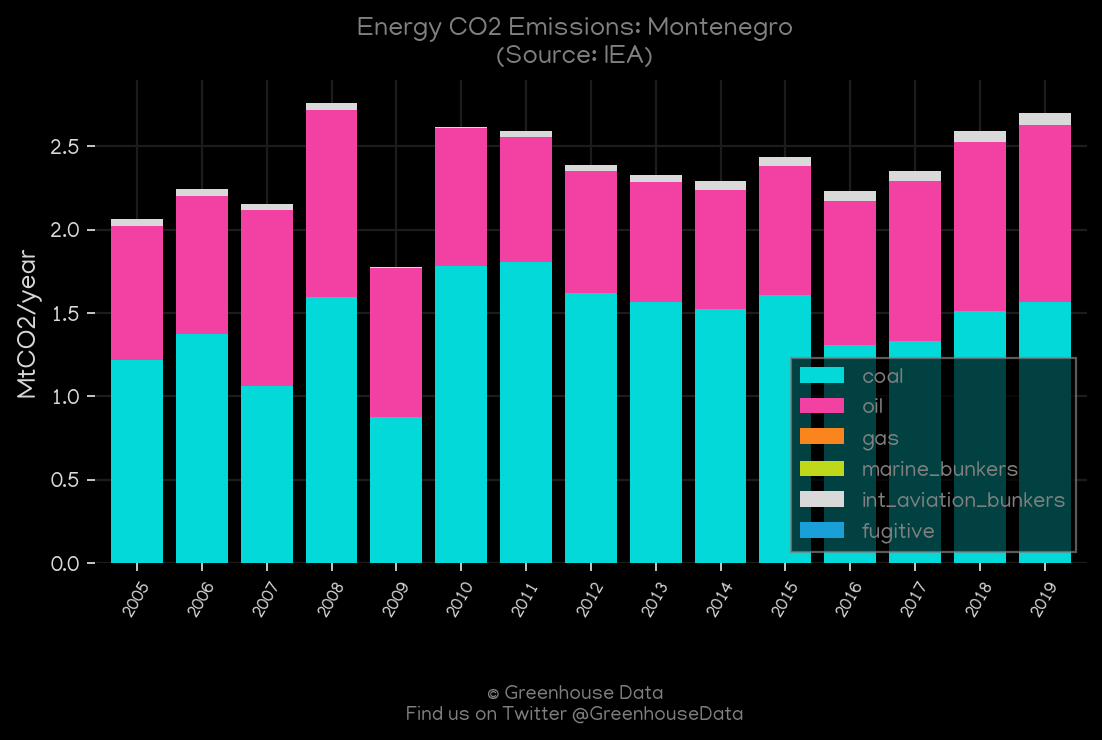 Energy CO2 Emissions: Montenegro
(Source: IEA)
MtCO2/year
2.5
2.0
1.5
1.0
0.5
0.0
coal
oil
gas
marine_bunkers
int_aviation_bunkers
fugitive
2005 2006 2007 2008 2009 2010 2011 2012 2013 2014 2015 2016 2017 2018 2019
© Greenhouse Data
Find us on Twitter @GreenhouseData